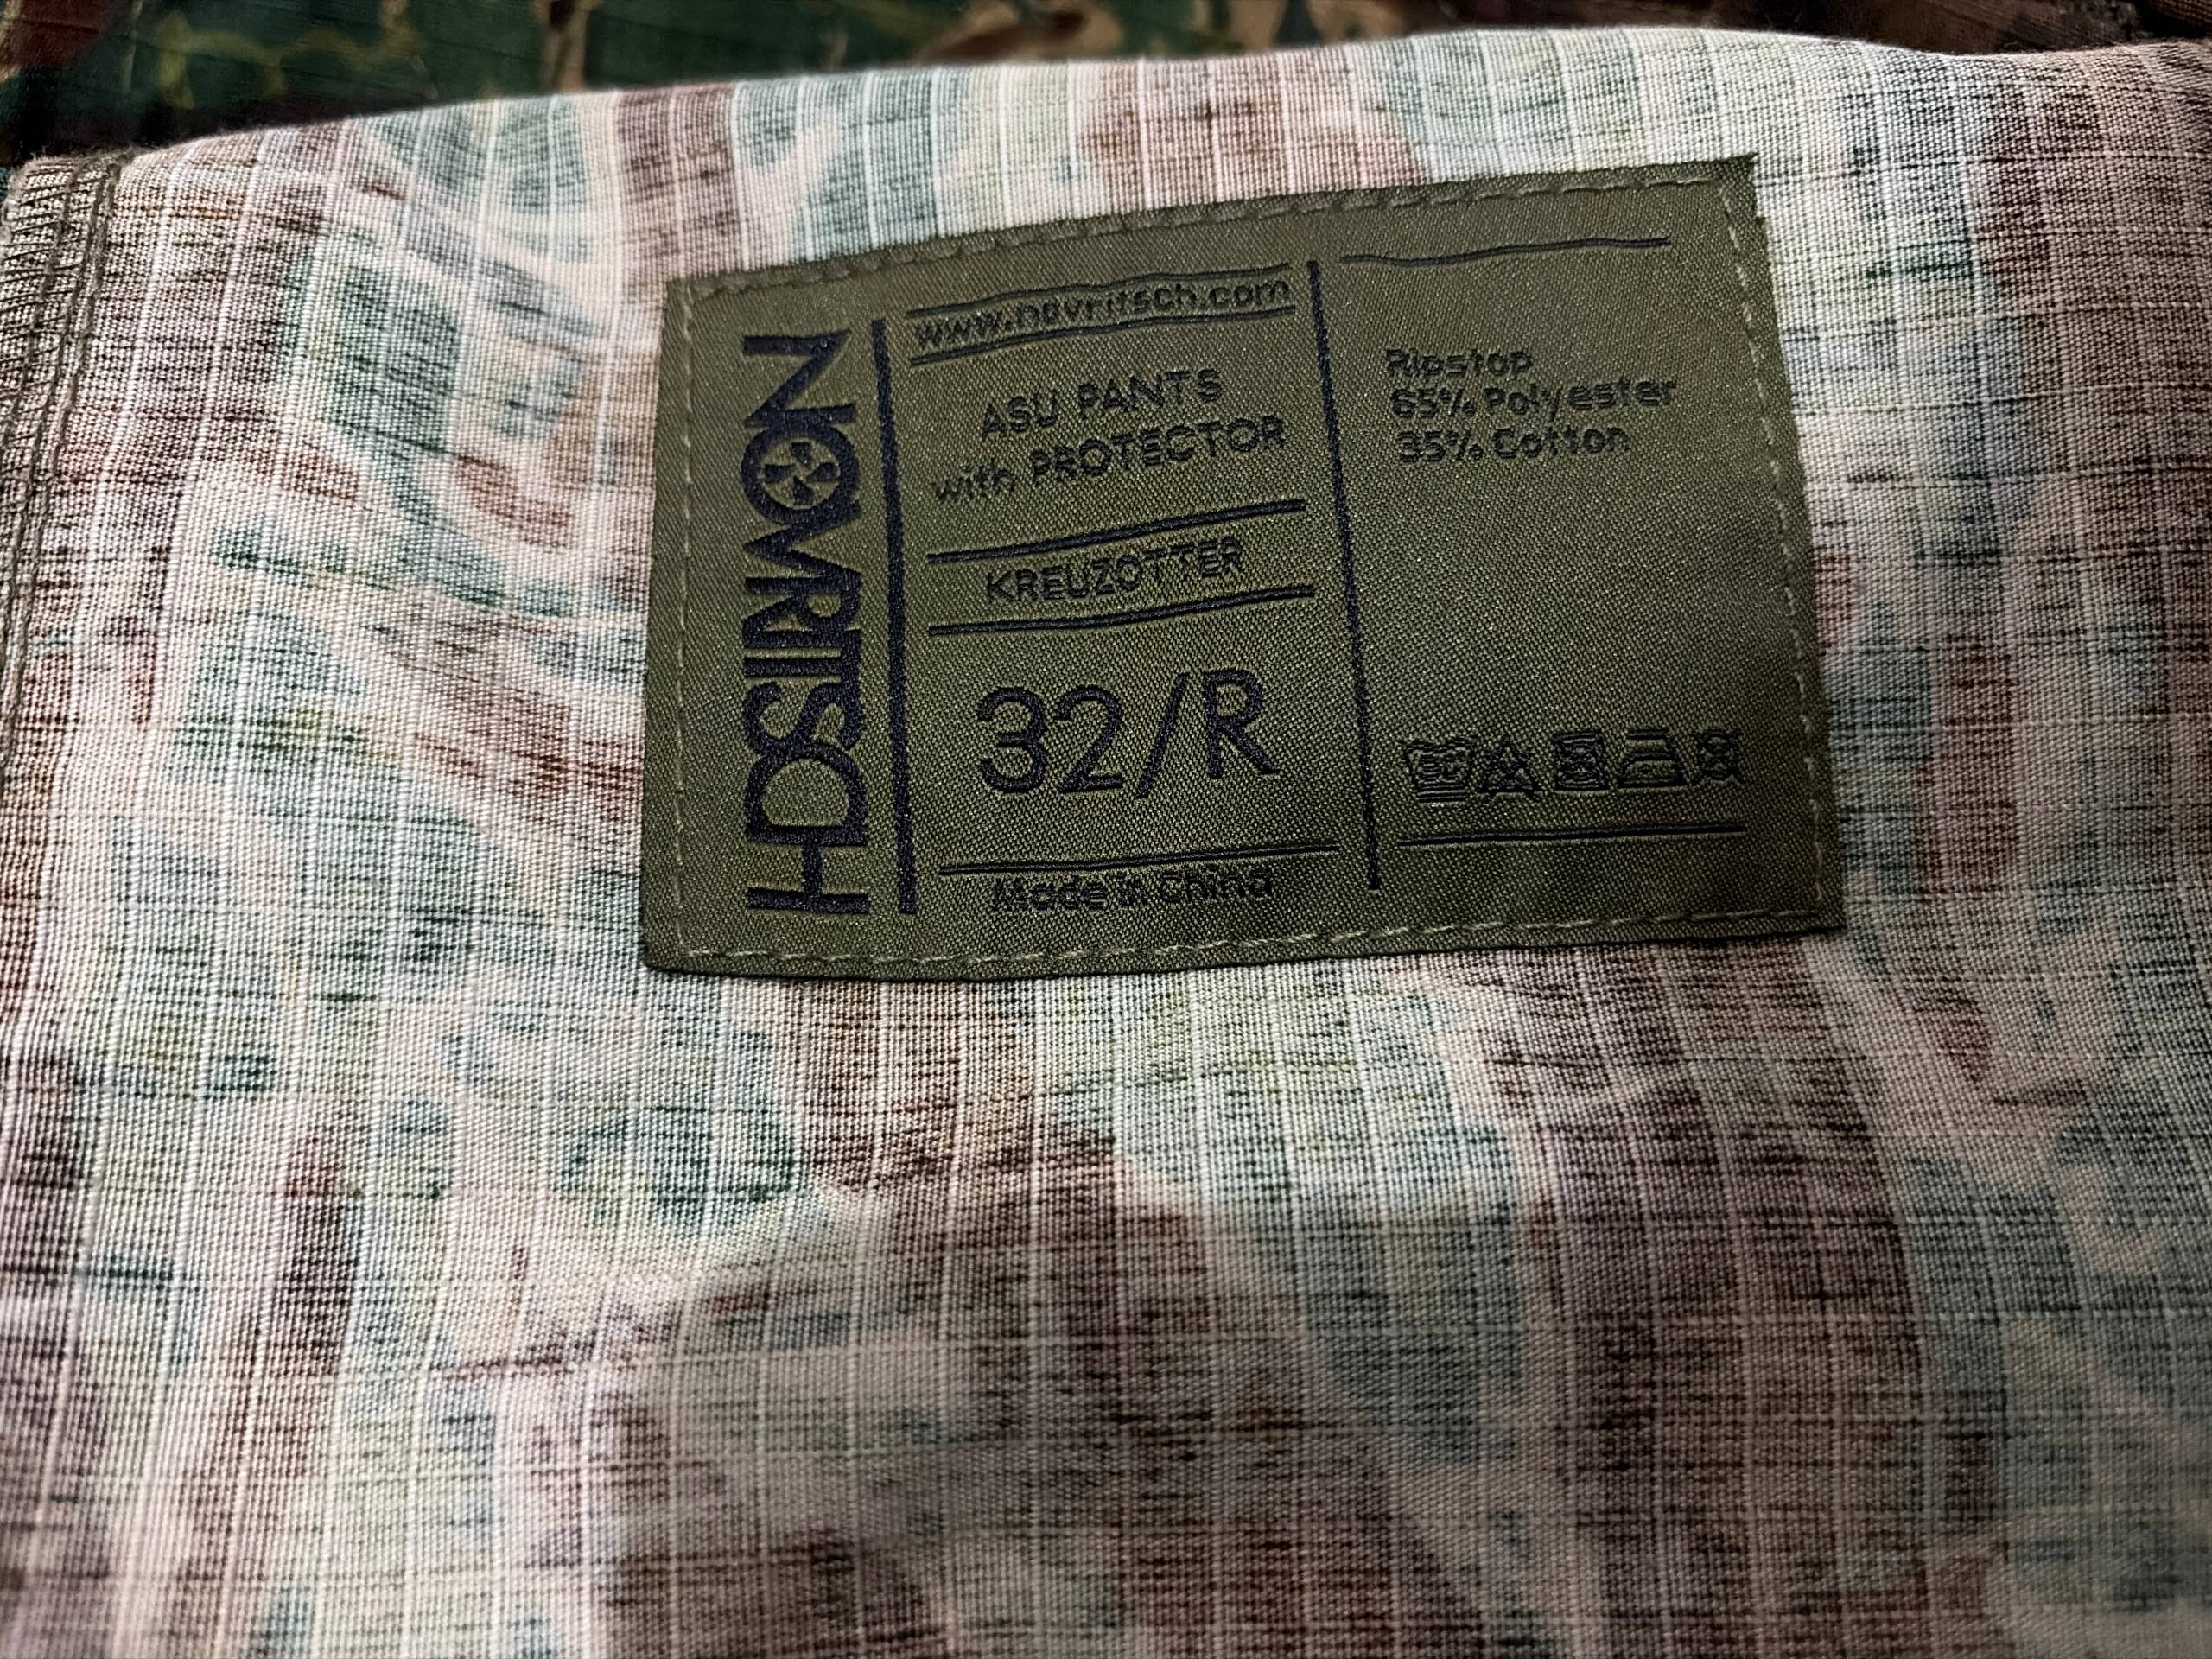 NOVRITSCH
www.novritsch.com
ASU PANTS
with PROTECTOR
KREUZOTTER
32/R
Made in China
Ripstop
65% Polyester
35% Cotton